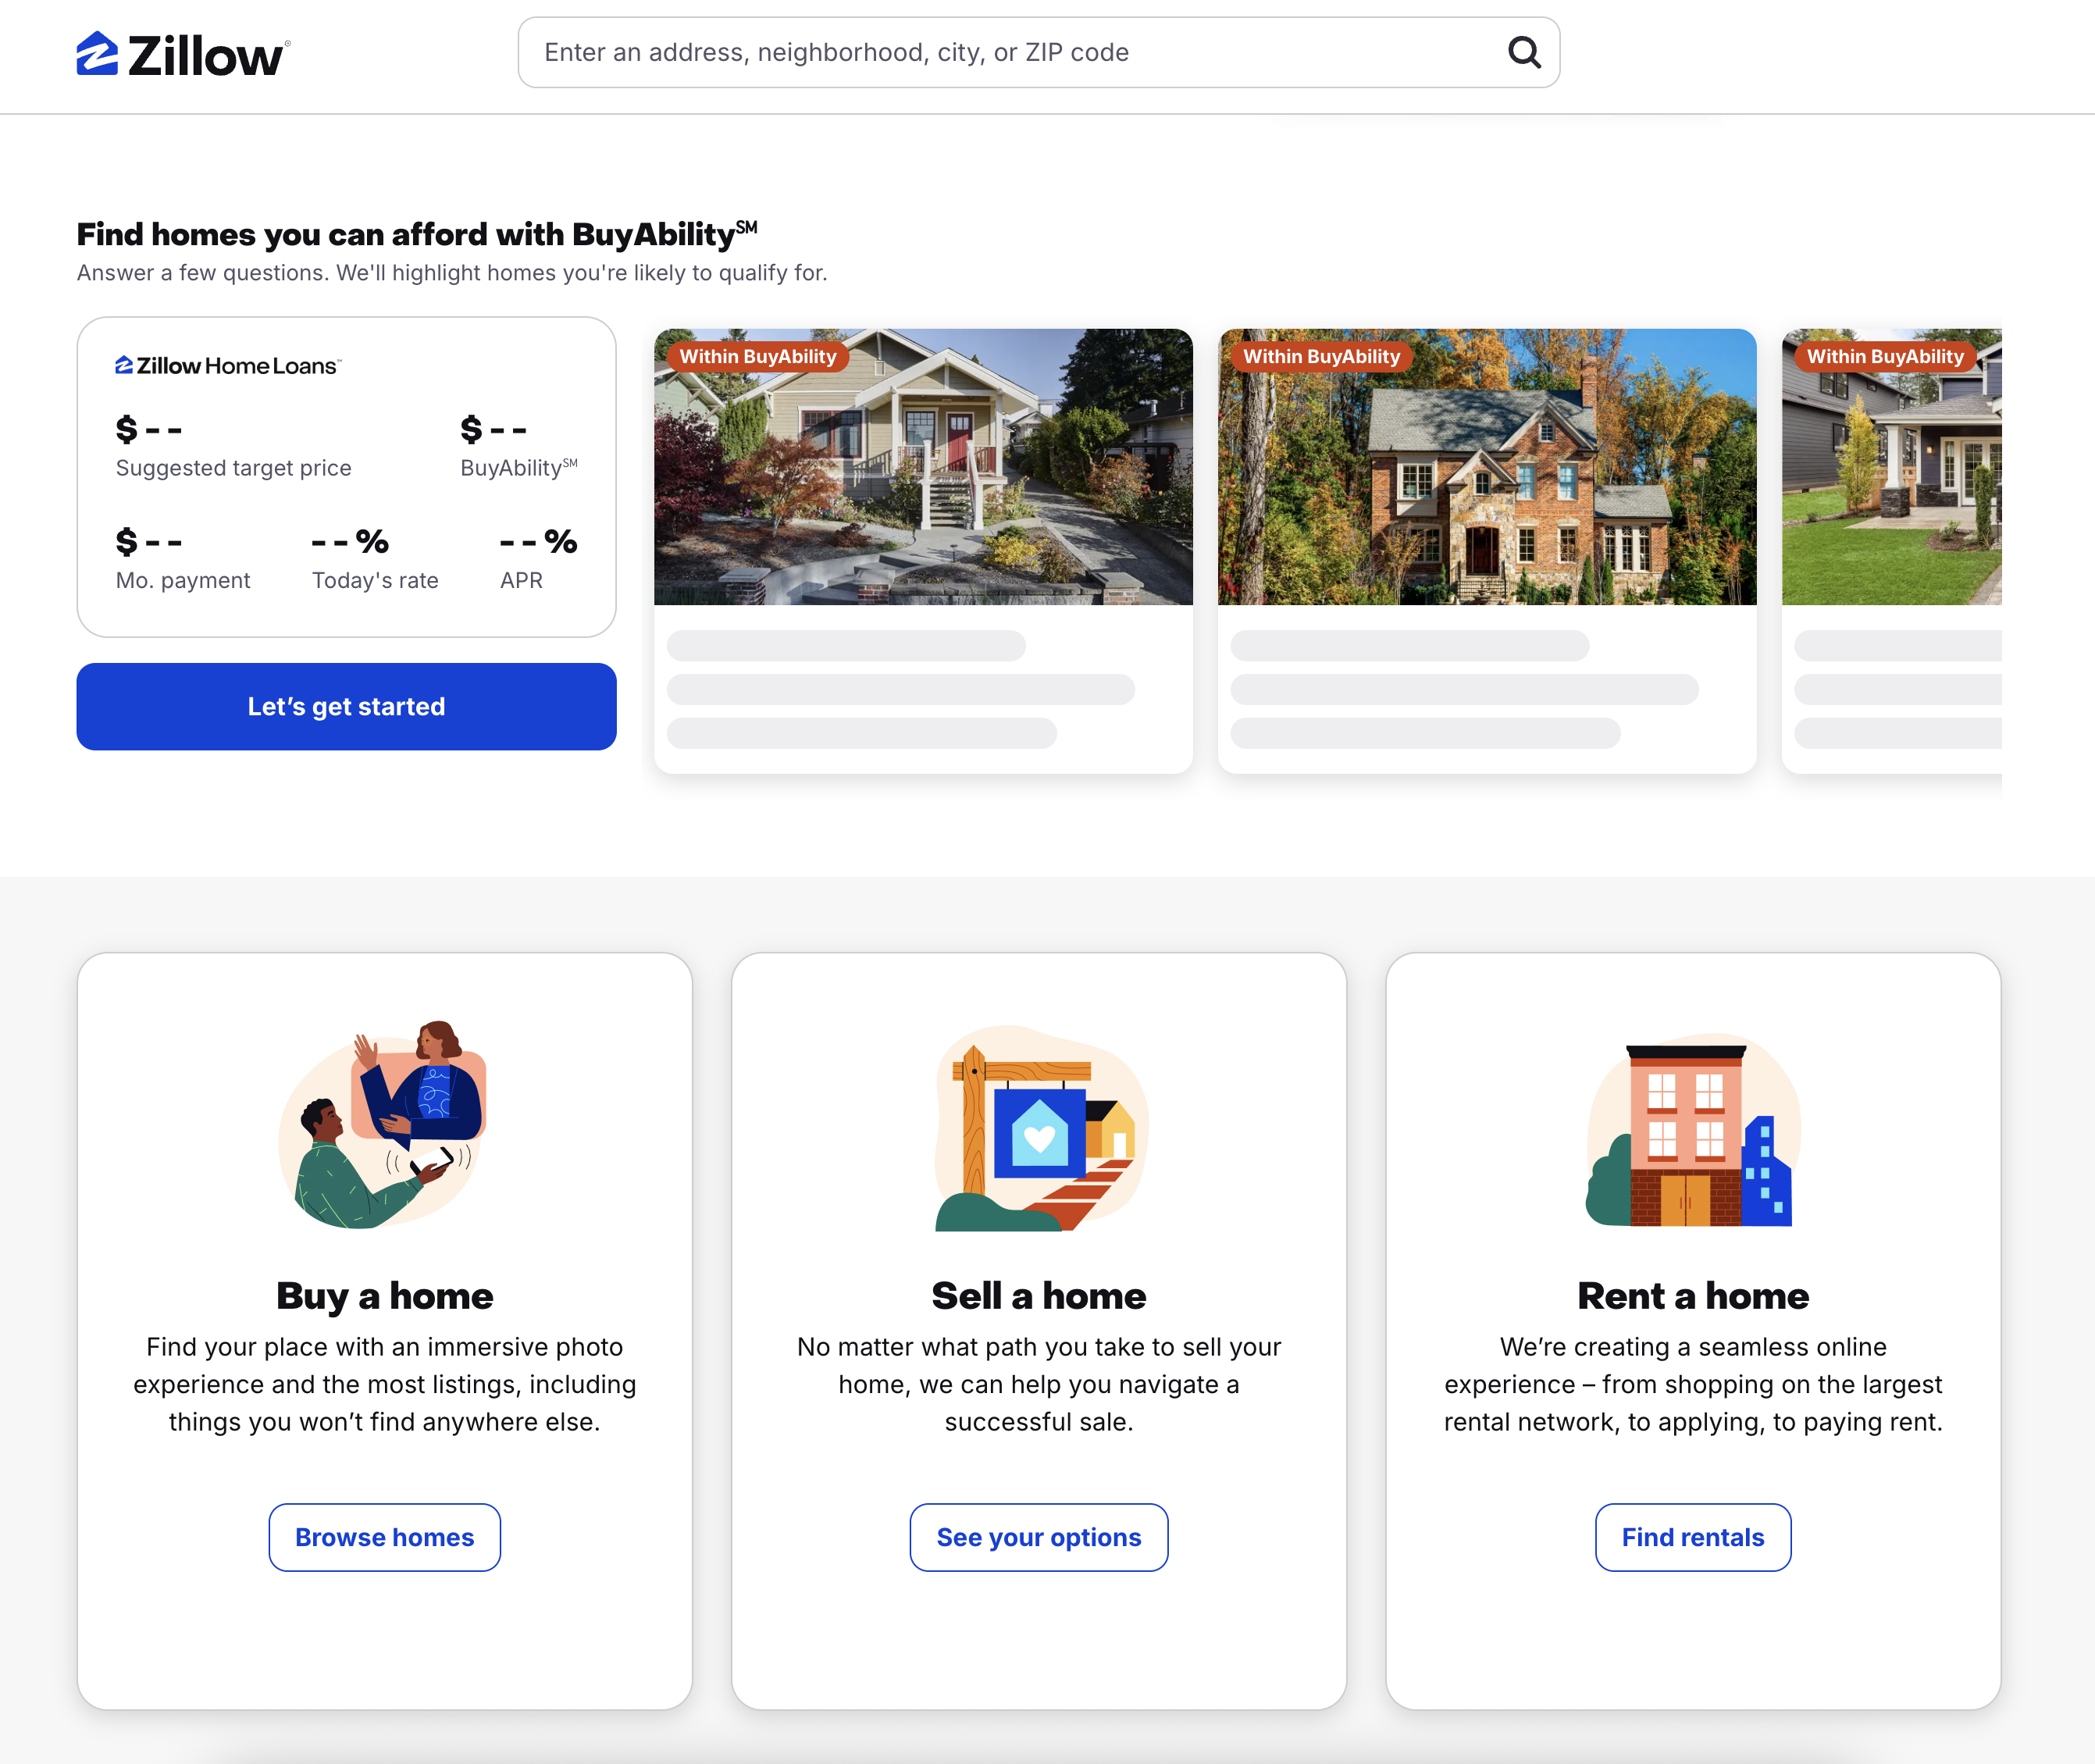 Zillow®
Enter an address, neighborhood, city, or ZIP code
Find homes you can afford with BuyAbility℠
Answer a few questions. We'll highlight homes you're likely to qualify for.
Zillow Home Loans™
$ - -
Suggested target price
$ - -
BuyAbility℠
$ - -
Mo. payment
- - %
Today's rate
- - %
APR
Let’s get started
Within BuyAbility
Within BuyAbility
Within BuyAbility
Buy a home
Find your place with an immersive photo
experience and the most listings, including
things you won’t find anywhere else.
Browse homes
Sell a home
No matter what path you take to sell your
home, we can help you navigate a
successful sale.
See your options
Rent a home
We’re creating a seamless online
experience – from shopping on the largest
rental network, to applying, to paying rent.
Find rentals